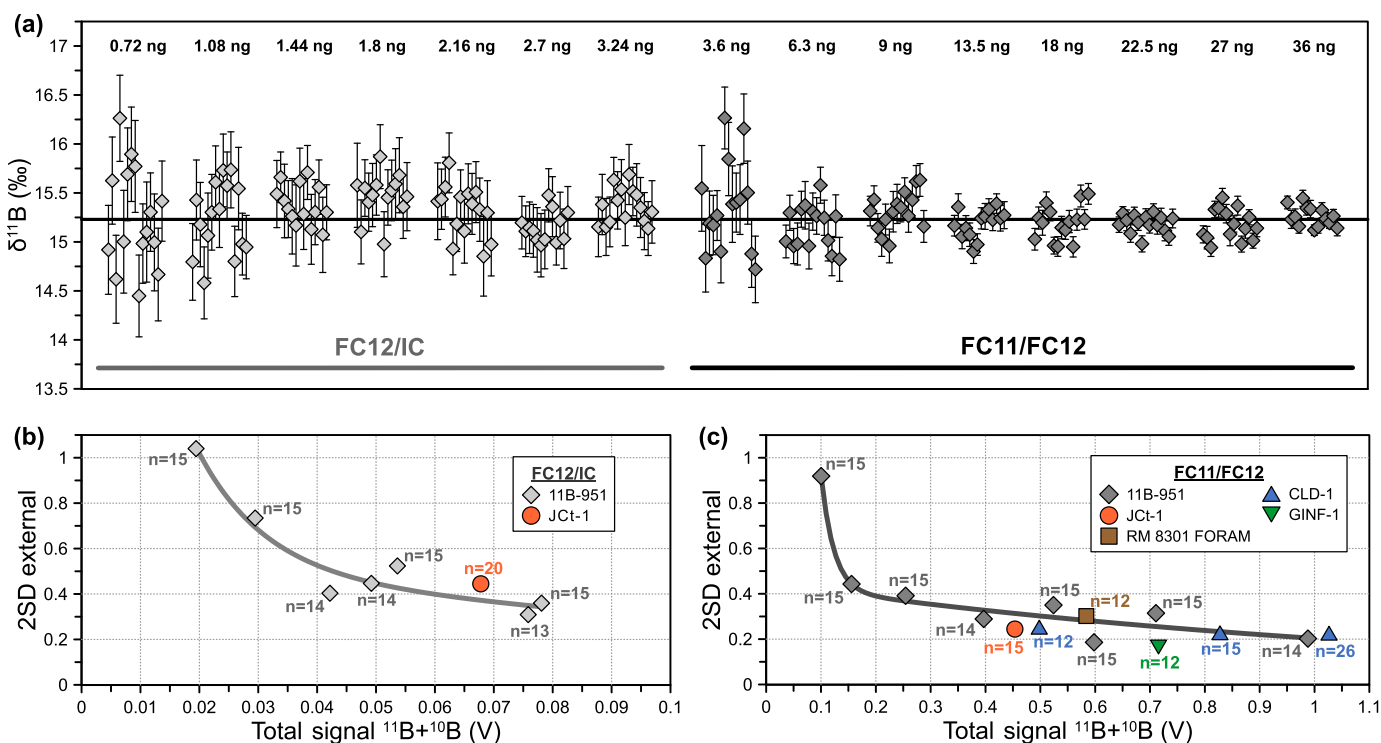 (a)
0.72 ng 1.08 ng 1.44 ng 1.8 ng 2.16 ng 2.7 ng 3.24 ng 3.6 ng 6.3 ng 9 ng 13.5 ng 18 ng 22.5 ng 27 ng 36 ng
17
16.5
16
15.5
15
14.5
14
13.5
δ¹¹B (‰)
FC12/IC
FC11/FC12
(b)
1
0.8
0.6
0.4
0.2
0
2SD external
n=15
n=15
n=14
n=14
n=15
n=20
n=13
n=15
FC12/IC
11B-951
JCt-1
0 0.01 0.02 0.03 0.04 0.05 0.06 0.07 0.08 0.09 0.1
Total signal ¹¹B+¹⁰B (V)
(c)
1
0.8
0.6
0.4
0.2
0
2SD external
n=15
n=15
n=15
n=14
n=15
n=12
n=15
n=12
n=15
n=15
n=12
n=15
n=14
n=26
FC11/FC12
11B-951 CLD-1
JCt-1 GINF-1
RM 8301 FORAM
0 0.1 0.2 0.3 0.4 0.5 0.6 0.7 0.8 0.9 1 1.1
Total signal ¹¹B+¹⁰B (V)